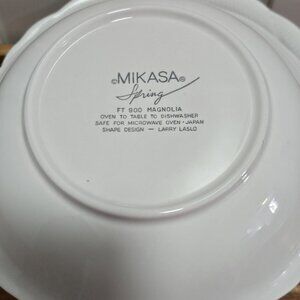 ©MIKASA®
Spring
FT 900 MAGNOLIA
OVEN TO TABLE TO DISHWASHER
SAFE FOR MICROWAVE OVEN · JAPAN
SHAPE DESIGN — LARRY LASLO